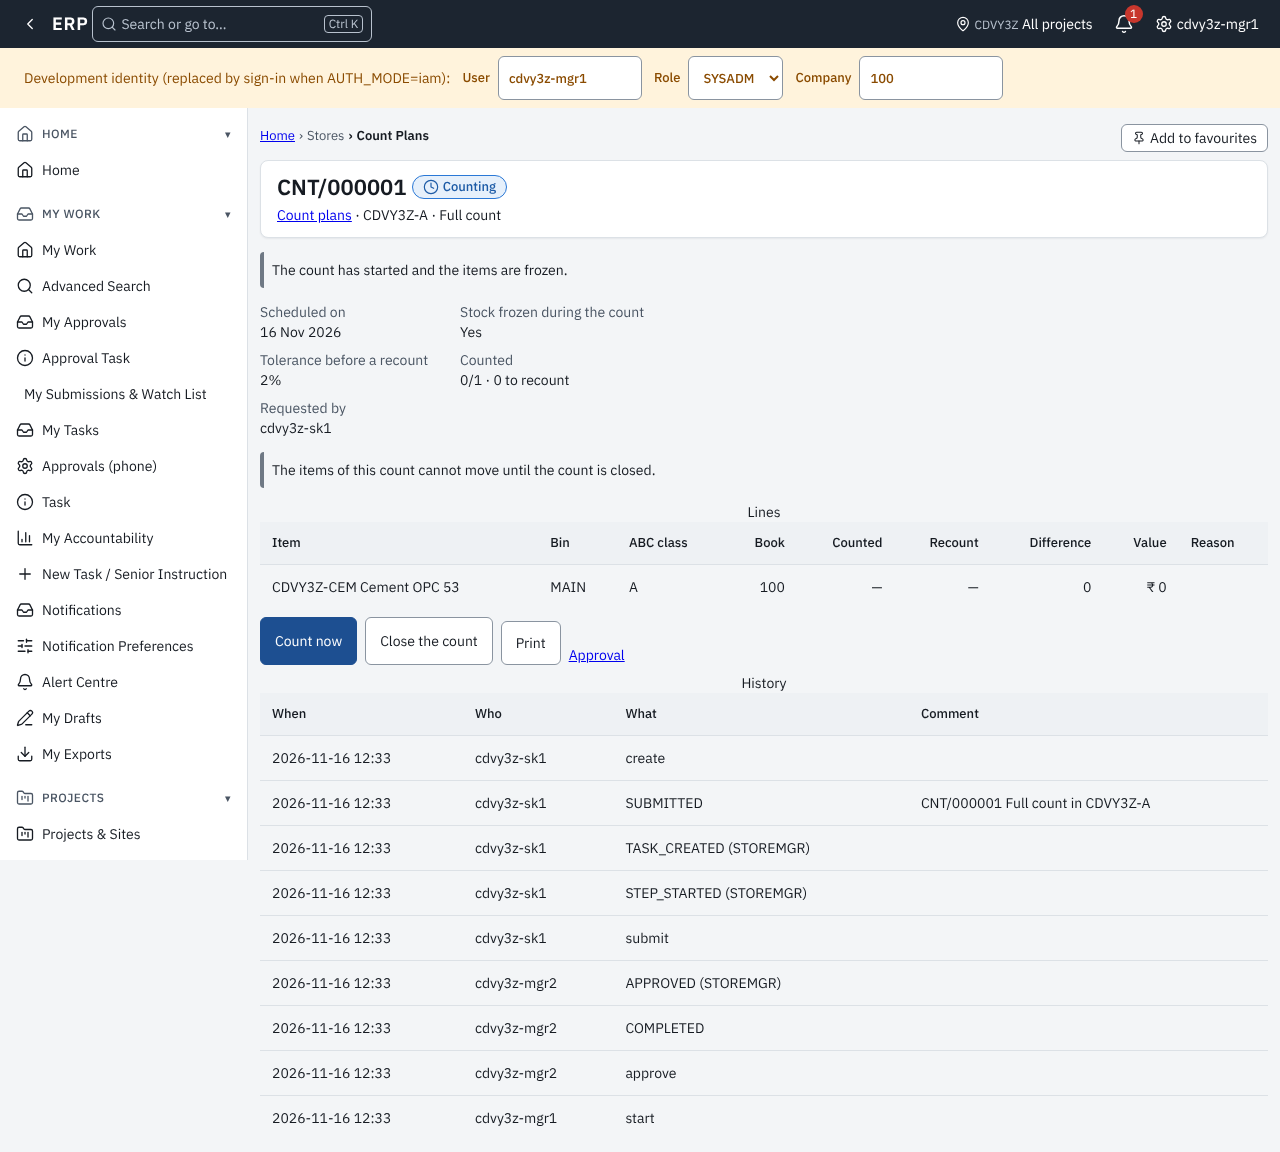 ERP Search or go to... Ctrl K CDVY3Z All projects 1 cdvy3z-mgr1
Development identity (replaced by sign-in when AUTH_MODE=iam): User cdvy3z-mgr1 Role SYSADM Company 100
HOME
Home
MY WORK
My Work
Advanced Search
My Approvals
Approval Task
My Submissions & Watch List
My Tasks
Approvals (phone)
Task
My Accountability
New Task / Senior Instruction
Notifications
Notification Preferences
Alert Centre
My Drafts
My Exports
PROJECTS
Projects & Sites
Home › Stores › Count Plans
Add to favourites
CNT/000001 Counting
Count plans · CDVY3Z-A · Full count
The count has started and the items are frozen.
Scheduled on
16 Nov 2026
Stock frozen during the count
Yes
Tolerance before a recount
2%
Counted
0/1 · 0 to recount
Requested by
cdvy3z-sk1
The items of this count cannot move until the count is closed.
Lines
Item Bin ABC class Book Counted Recount Difference Value Reason
CDVY3Z-CEM Cement OPC 53 MAIN A 100 — — 0 ₹ 0
Count now Close the count Print Approval
History
When Who What Comment
2026-11-16 12:33 cdvy3z-sk1 create
2026-11-16 12:33 cdvy3z-sk1 SUBMITTED CNT/000001 Full count in CDVY3Z-A
2026-11-16 12:33 cdvy3z-sk1 TASK_CREATED (STOREMGR)
2026-11-16 12:33 cdvy3z-sk1 STEP_STARTED (STOREMGR)
2026-11-16 12:33 cdvy3z-sk1 submit
2026-11-16 12:33 cdvy3z-mgr2 APPROVED (STOREMGR)
2026-11-16 12:33 cdvy3z-mgr2 COMPLETED
2026-11-16 12:33 cdvy3z-mgr2 approve
2026-11-16 12:33 cdvy3z-mgr1 start